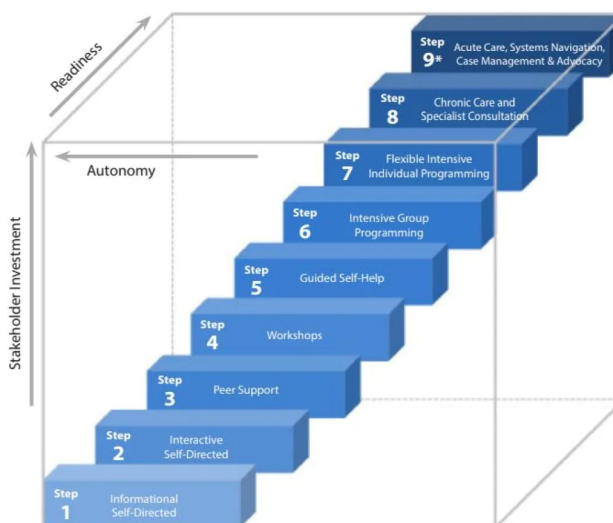 Readiness
Autonomy
Stakeholder Investment
Step
9*
Acute Care, Systems Navigation,
Case Management & Advocacy
Step
8
Chronic Care and
Specialist Consultation
Step
7
Flexible Intensive
Individual Programming
Step
6
Intensive Group
Programming
Step
5
Guided Self-Help
Step
4
Workshops
Step
3
Peer Support
Step
2
Interactive
Self-Directed
Step
1
Informational
Self-Directed